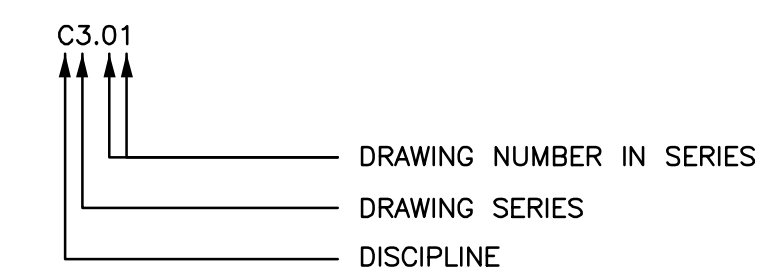 C3.01
DRAWING NUMBER IN SERIES
DRAWING SERIES
DISCIPLINE